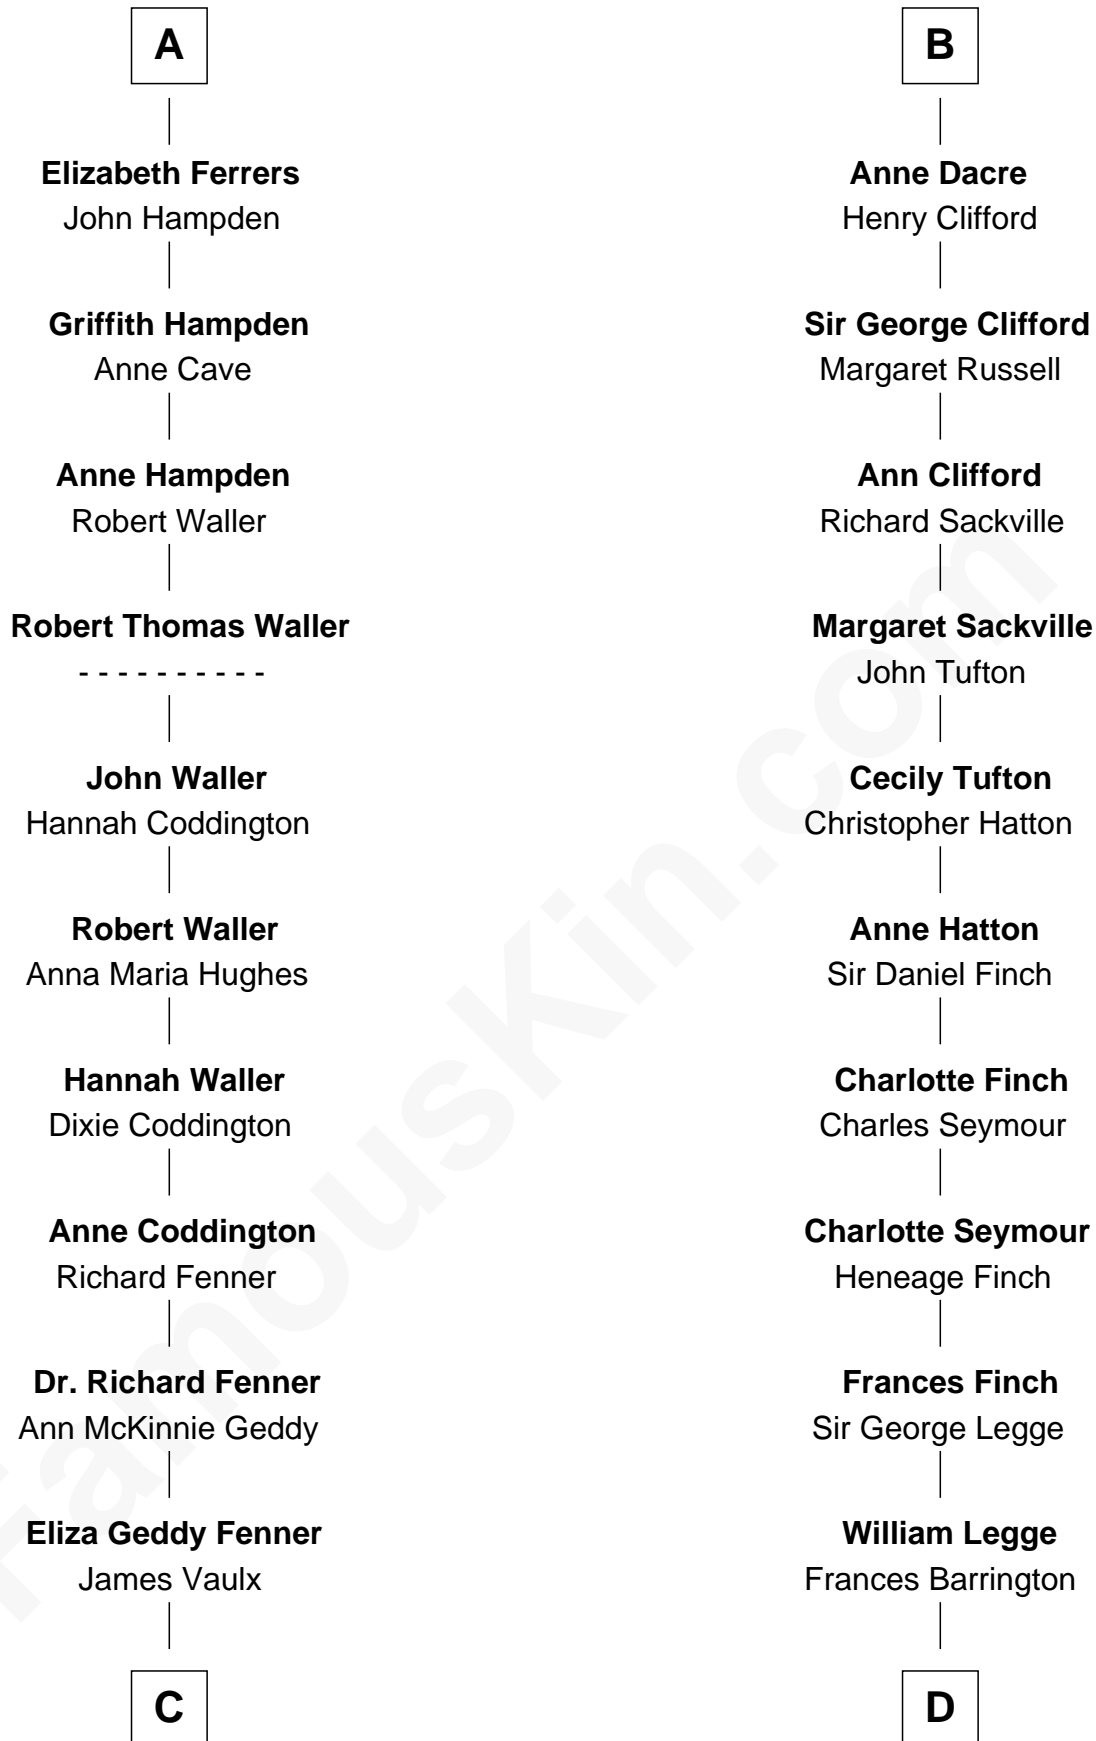 A
Elizabeth Ferrers
John Hampden
Griffith Hampden
Anne Cave
Anne Hampden
Robert Waller
Robert Thomas Waller
- - - - - - - - - -
John Waller
Hannah Coddington
Robert Waller
Anna Maria Hughes
Hannah Waller
Dixie Coddington
Anne Coddington
Richard Fenner
Dr. Richard Fenner
Ann McKinnie Geddy
Eliza Geddy Fenner
James Vaulx
C
B
Anne Dacre
Henry Clifford
Sir George Clifford
Margaret Russell
Ann Clifford
Richard Sackville
Margaret Sackville
John Tufton
Cecily Tufton
Christopher Hatton
Anne Hatton
Sir Daniel Finch
Charlotte Finch
Charles Seymour
Charlotte Seymour
Heneage Finch
Frances Finch
Sir George Legge
William Legge
Frances Barrington
D
FamousKin.com